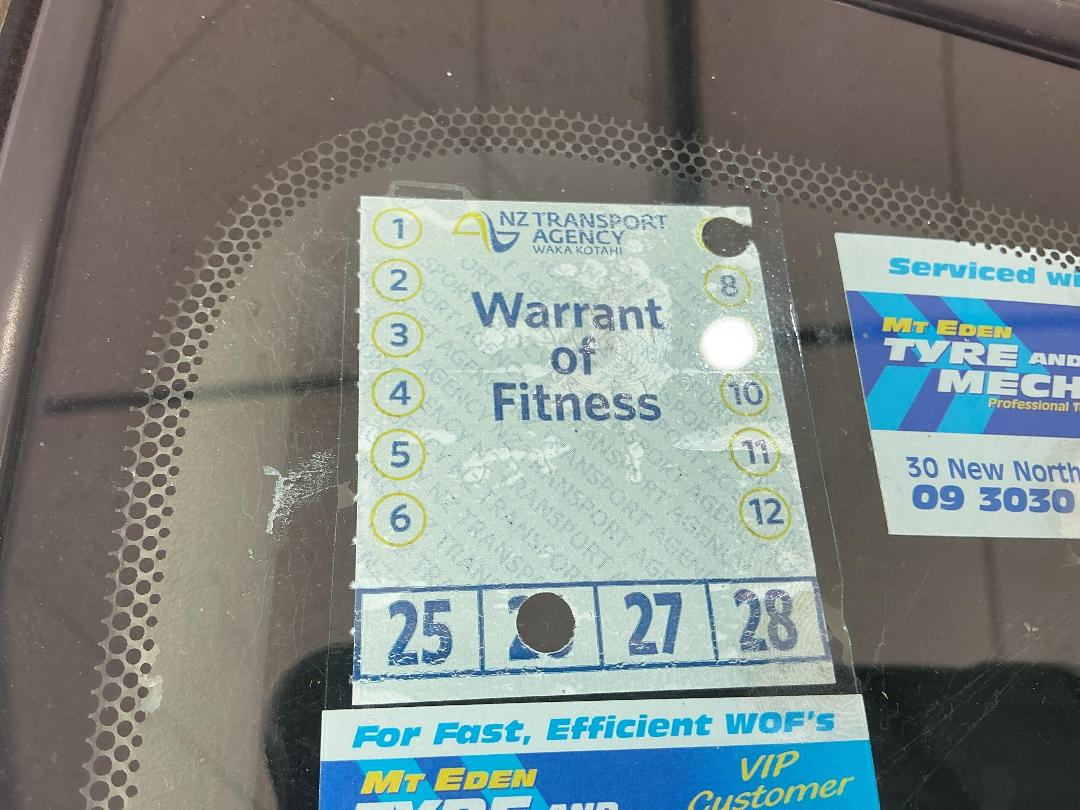 NZ TRANSPORT
AGENCY
WAKA KOTAHI
Warrant
of
Fitness
1
2
3
4
5
6
8
10
11
12
25
27
28
For Fast, Efficient WOF's
MT EDEN
TYRE AND
VIP
Customer
Serviced
MT EDEN
TYRE AND
MECH
Professional
30 New North
09 3030